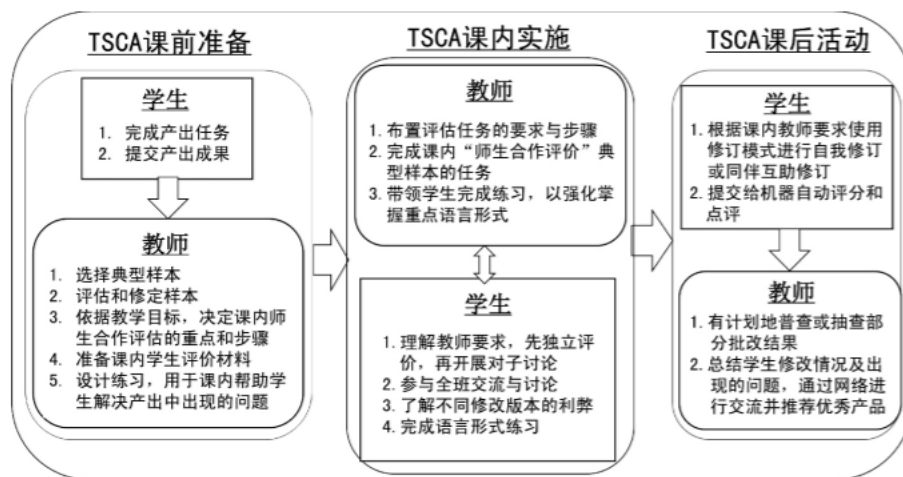 TSCA课前准备
学生
1. 完成产出任务
2. 提交产出成果
教师
1. 选择典型样本
2. 评估和修定样本
3. 依据教学目标，决定课内师
生合作评估的重点和步骤
4. 准备课内学生评价材料
5. 设计练习，用于课内帮助学
生解决产出中出现的问题
TSCA课内实施
教师
1. 布置评估任务的要求与步骤
2. 完成课内“师生合作评价”典
型样本的任务
3. 带领学生完成练习，以强化掌
握重点语言形式
学生
1. 理解教师要求，先独立评
价，再开展对子讨论
2. 参与全班交流与讨论
3. 了解不同修改版本的利弊
4. 完成语言形式练习
TSCA课后活动
学生
1. 根据课内教师要求使用
修订模式进行自我修订
或同伴互助修订
2. 提交给机器自动评分和
点评
教师
1. 有计划地普查或抽查部
分批改结果
2. 总结学生修改情况及出
现的问题，通过网络进
行交流并推荐优秀产品